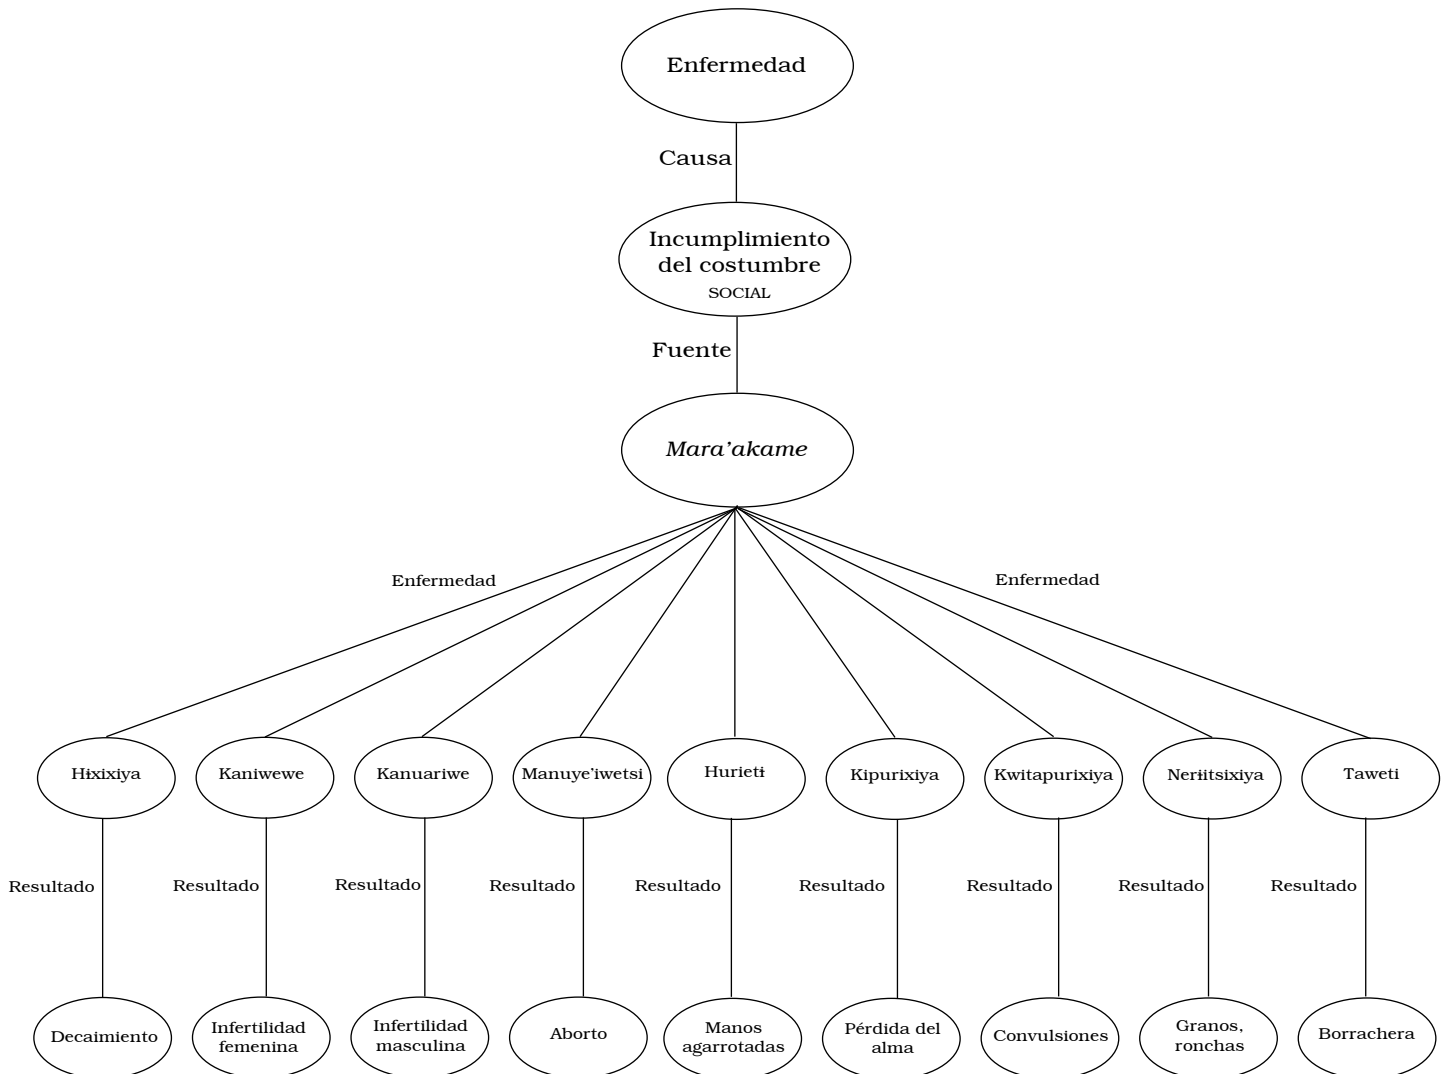 Enfermedad
Causa
Incumplimiento
del costumbre
SOCIAL
Fuente
Mara’akame
Enfermedad
Enfermedad
Hɨxixiya
Kaniwewe
Kanuariwe
Manuye’iwetsi
Hurietɨ
Kipurixiya
Kwitapurixiya
Nerɨitsixiya
Taweti
Resultado
Resultado
Resultado
Resultado
Resultado
Resultado
Resultado
Resultado
Resultado
Decaimiento
Infertilidad
femenina
Infertilidad
masculina
Aborto
Manos
agarrotadas
Pérdida del
alma
Convulsiones
Granos,
ronchas
Borrachera